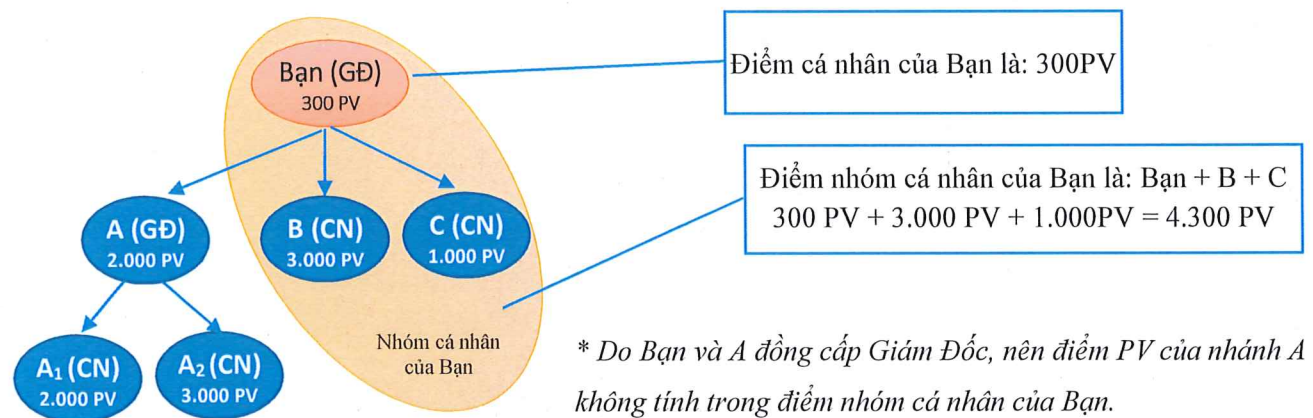 Bạn (GĐ)
300 PV
Điểm cá nhân của Bạn là: 300PV
Điểm nhóm cá nhân của Bạn là: Bạn + B + C
300 PV + 3.000 PV + 1.000PV = 4.300 PV
A (GĐ)
2.000 PV
B (CN)
3.000 PV
C (CN)
1.000 PV
A₁ (CN)
2.000 PV
A₂ (CN)
3.000 PV
Nhóm cá nhân
của Bạn
* Do Bạn và A đồng cấp Giám Đốc, nên điểm PV của nhánh A
không tính trong điểm nhóm cá nhân của Bạn.